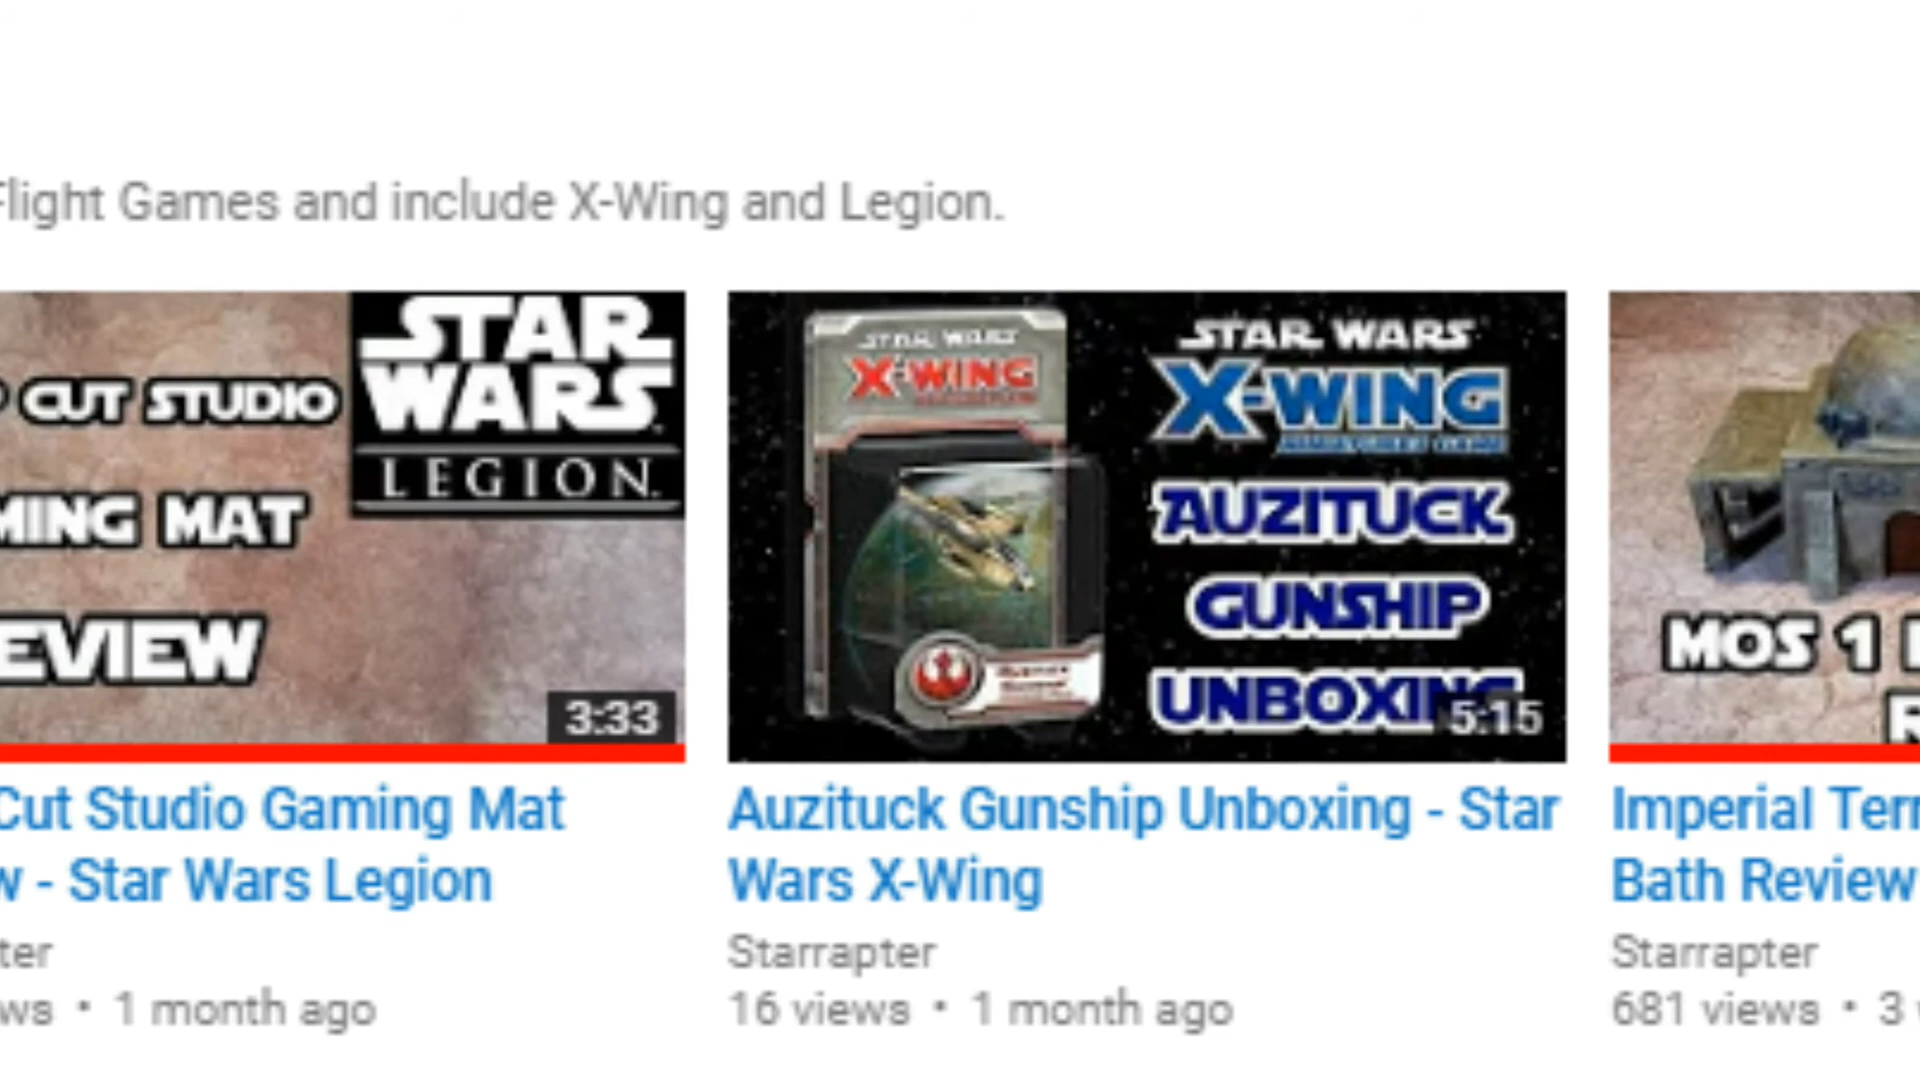 Flight Games and include X-Wing and Legion.
CUT STUDIO
MING MAT
EVIEW
STAR
WARS
LEGION
3:33
Cut Studio Gaming Mat
w - Star Wars Legion
ter
ws • 1 month ago
STAR WARS
X-WING
STAR WARS
X-WING
AUZITUCK
GUNSHIP
UNBOXING
5:15
Auzituck Gunship Unboxing - Star
Wars X-Wing
Starrapter
16 views • 1 month ago
MOS 1
Imperial Terr
Bath Review
Starrapter
681 views • 3